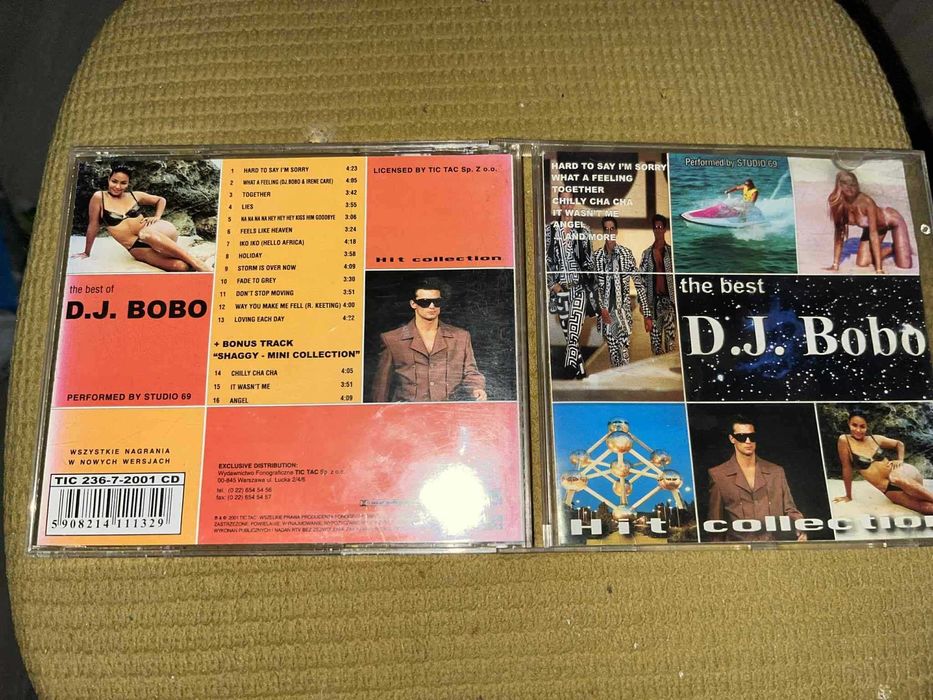 1 HARD TO SAY I'M SORRY 4:23
2 WHAT A FEELING (DJ.BOBO & IRENE CARE) 4:05
3 TOGETHER 3:42
4 LIES 3:55
5 NA NA NA NA HEY HEY HEY KISS HIM GOODBYE 3:06
6 FEELS LIKE HEAVEN 3:24
7 IKO IKO (HELLO AFRICA) 4:18
8 HOLIDAY 3:58
9 STORM IS OVER NOW 4:09
10 FADE TO GREY 3:30
11 DON'T STOP MOVING 3:51
12 WAY YOU MAKE ME FELL (R. KEETING) 4:00
13 LOVING EACH DAY 4:22
+ BONUS TRACK
"SHAGGY - MINI COLLECTION"
14 CHILLY CHA CHA 4:05
15 IT WASN'T ME 3:51
16 ANGEL 4:09
LICENSED BY TIC TAC Sp. Z o.o.
Hit collection
the best of
D.J. BOBO
PERFORMED BY STUDIO 69
WSZYSTKIE NAGRANIA
W NOWYCH WERSJACH
TIC 236-7-2001 CD
5 908214 111329
EXCLUSIVE DISTRIBUTION:
Wydawnictwo Fonograficzne TIC TAC Sp z o.o.
00-845 Warszawa ul. Łucka 2/4/6
tel. (0 22) 654 54 56
fax: (0 22) 654 54 57
HARD TO SAY I'M SORRY
WHAT A FEELING
TOGETHER
CHILLY CHA CHA
IT WASN'T ME
ANGEL
AND MORE
Performed by STUDIO 69
the best
D.J. Bobo
Hit collection